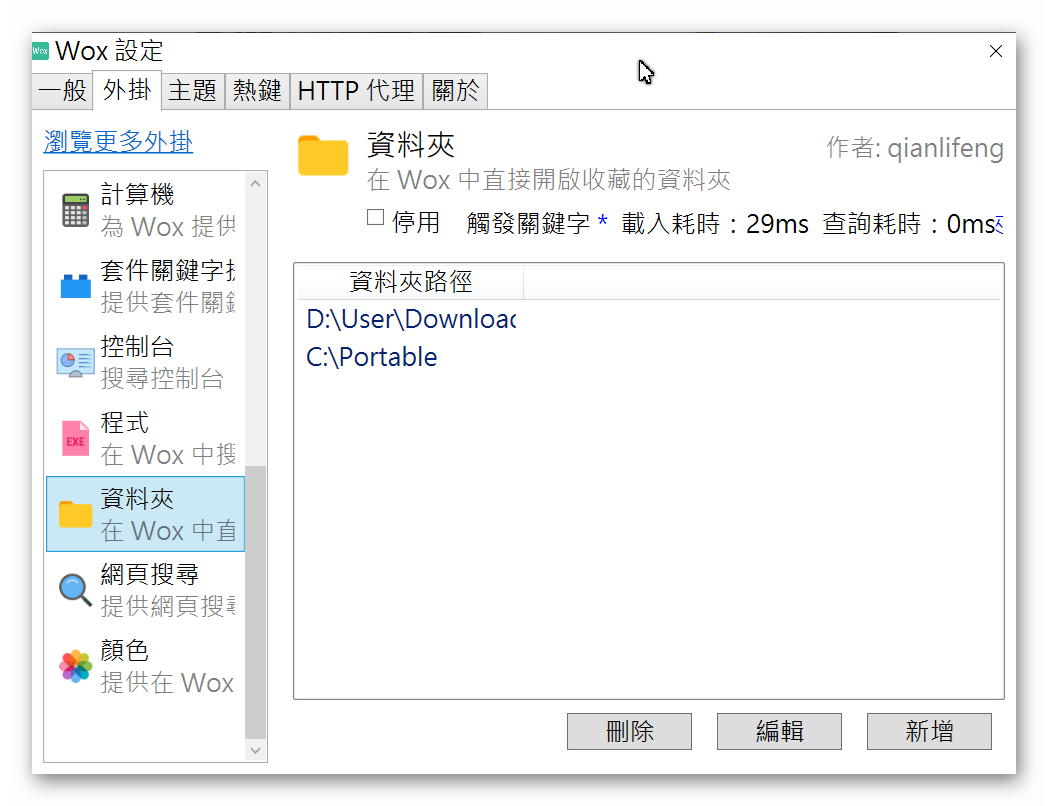 Wox 設定
一般 外掛 主題 熱鍵 HTTP 代理 關於
瀏覽更多外掛
計算機
為 Wox 提供
套件關鍵字
提供套件關
控制台
搜尋控制台
程式
EXE
在 Wox 中搜
資料夾
在 Wox 中直
網頁搜尋
提供網頁搜
顏色
提供在 Wox
資料夾
作者: qianlifeng
在 Wox 中直接開啟收藏的資料夾
停用 觸發關鍵字 * 載入耗時：29ms 查詢耗時：0ms
資料夾路徑
D:\User\Downloa
C:\Portable
刪除 編輯 新增